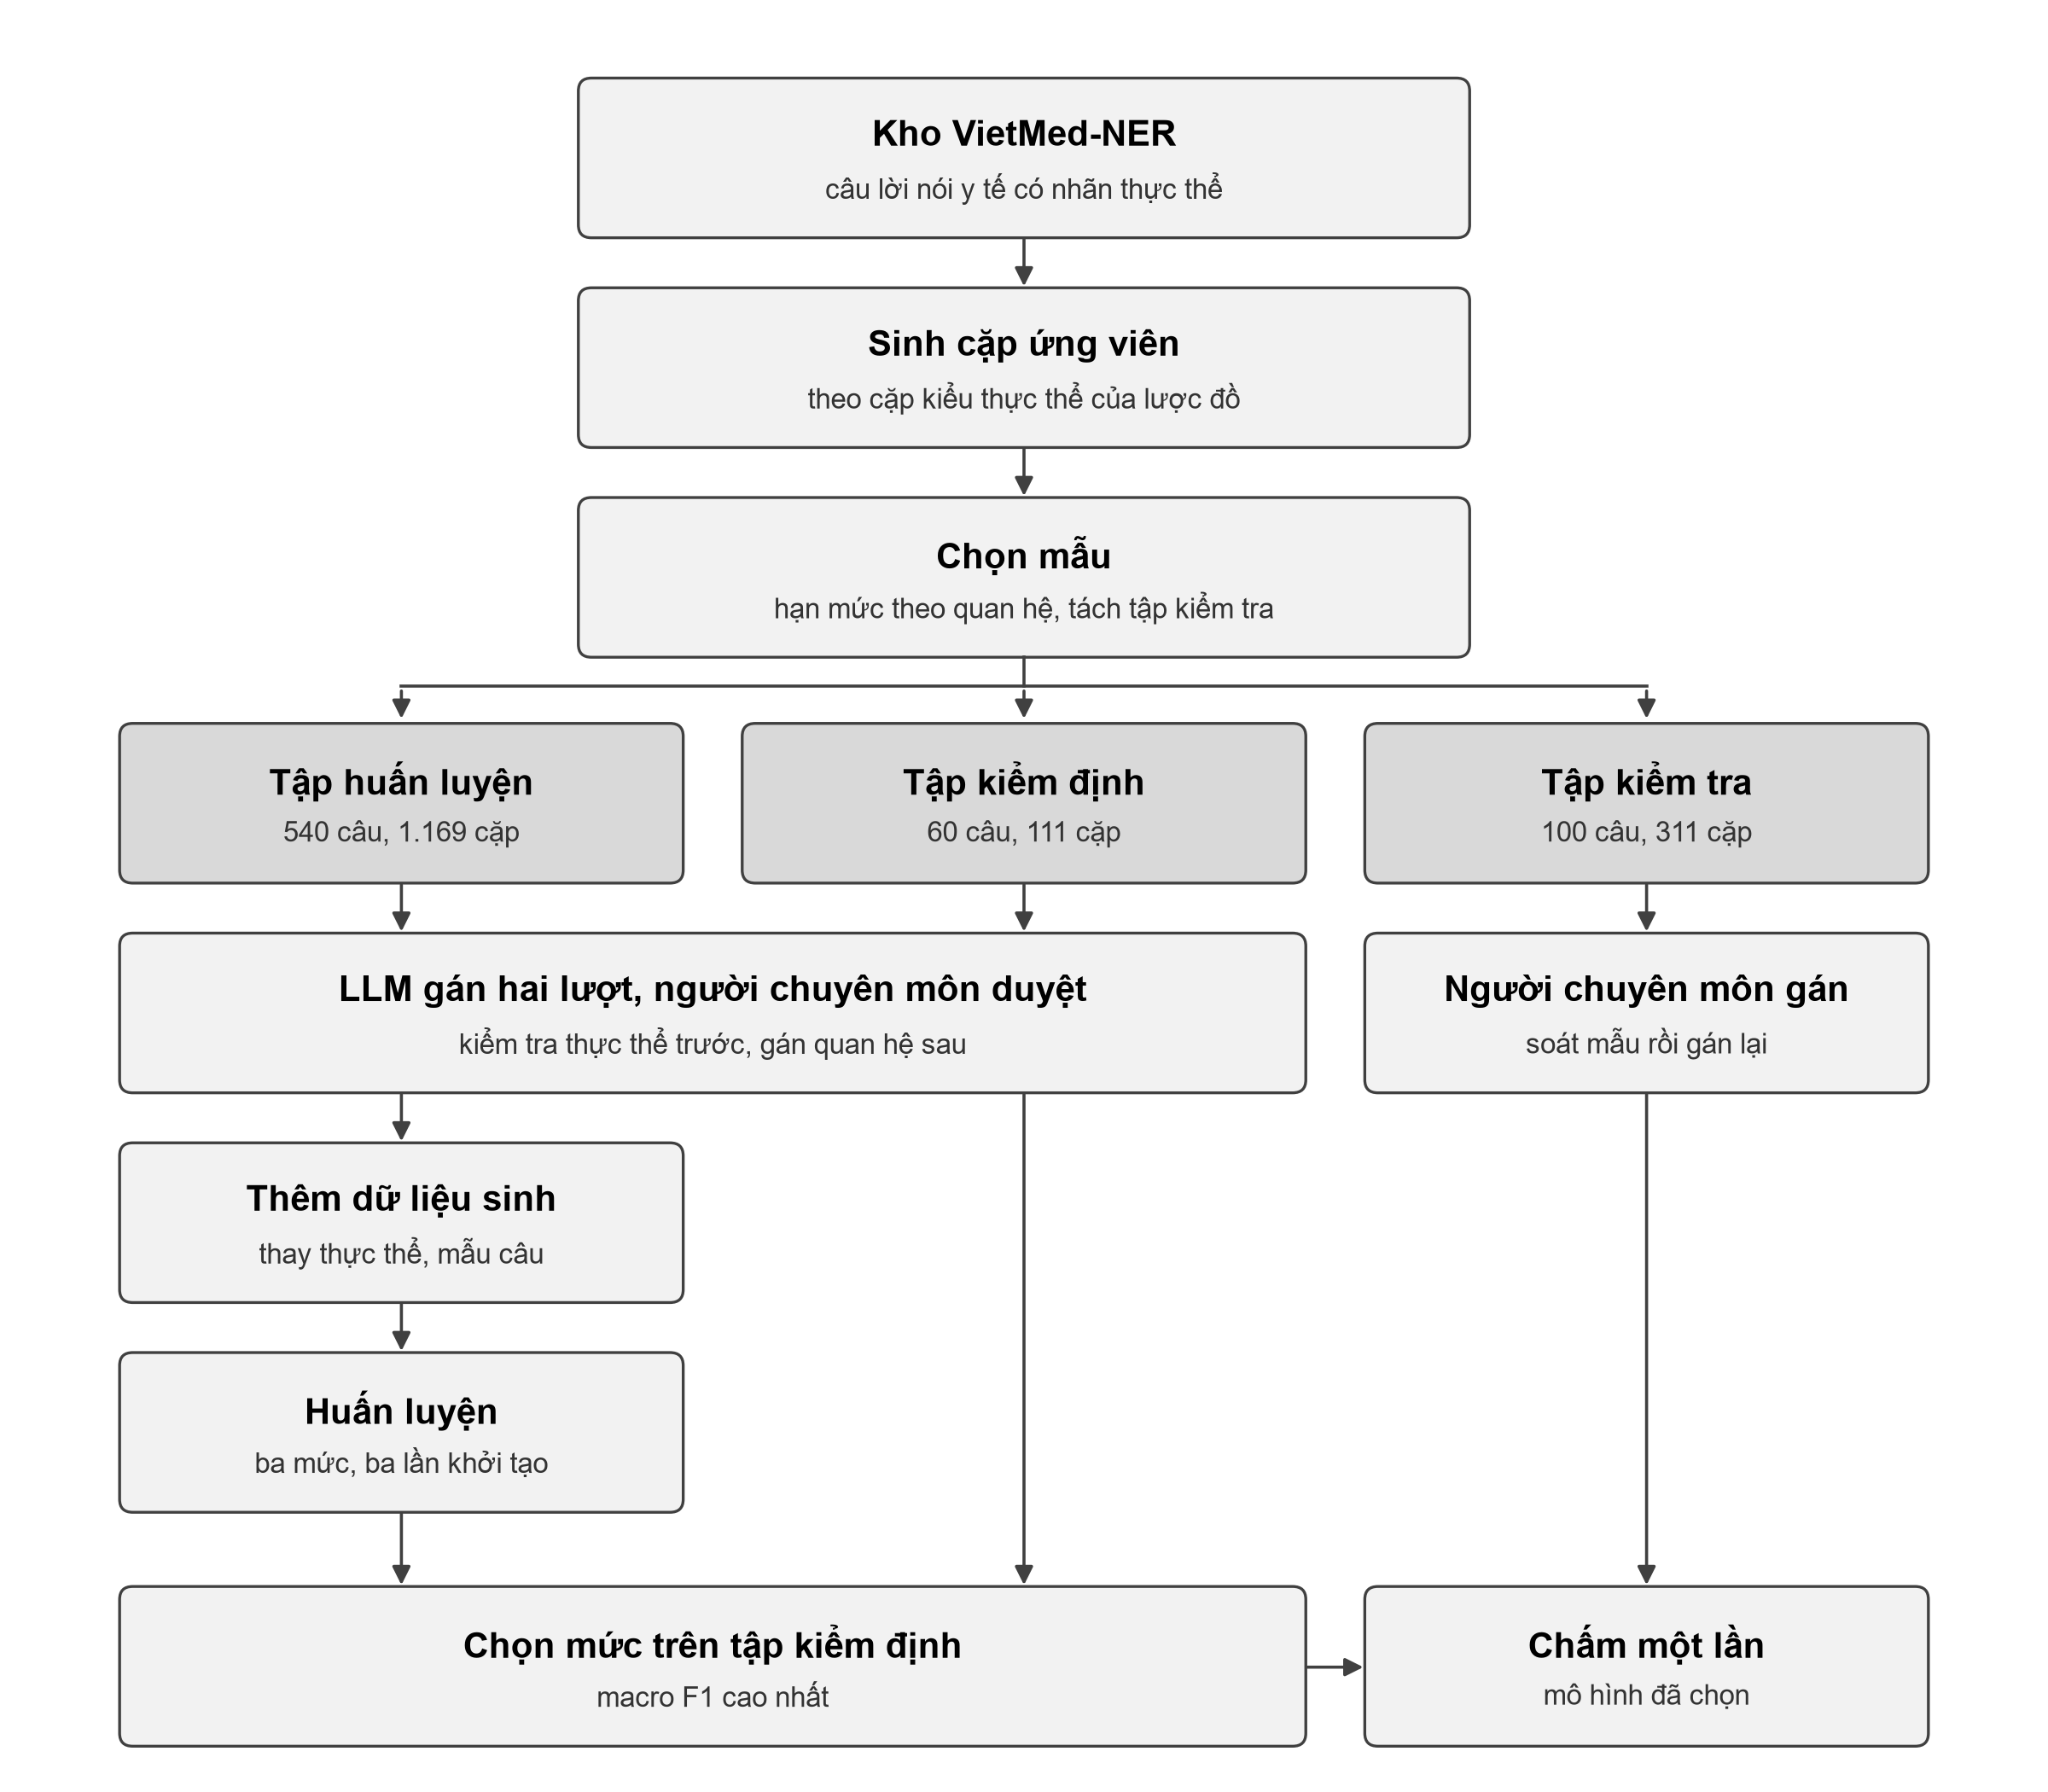 Kho VietMed-NER
câu lời nói y tế có nhãn thực thể
Sinh cặp ứng viên
theo cặp kiểu thực thể của lược đồ
Chọn mẫu
hạn mức theo quan hệ, tách tập kiểm tra
Tập huấn luyện
540 câu, 1.169 cặp
Tập kiểm định
60 câu, 111 cặp
Tập kiểm tra
100 câu, 311 cặp
LLM gán hai lượt, người chuyên môn duyệt
kiểm tra thực thể trước, gán quan hệ sau
Người chuyên môn gán
soát mẫu rồi gán lại
Thêm dữ liệu sinh
thay thực thể, mẫu câu
Huấn luyện
ba mức, ba lần khởi tạo
Chọn mức trên tập kiểm định
macro F1 cao nhất
Chấm một lần
mô hình đã chọn